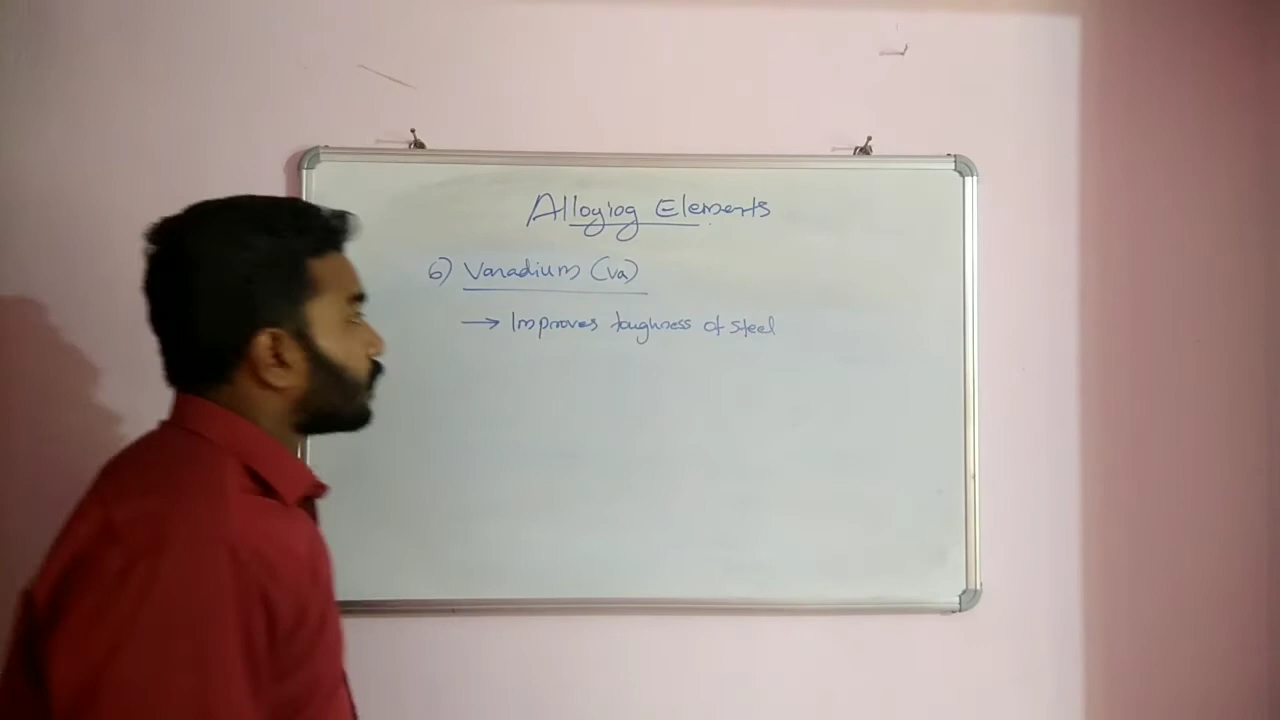 Alloying Elements
6) Vanadium (Va)
→ Improves toughness of steel